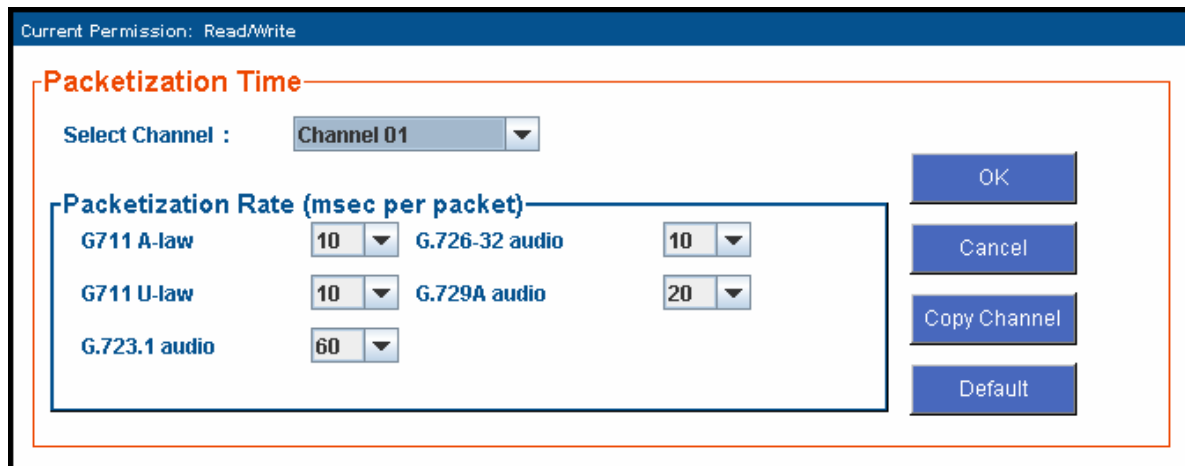 Current Permission: Read/Write
Packetization Time
Select Channel : Channel 01
Packetization Rate (msec per packet)
G711 A-law 10 G.726-32 audio 10
G711 U-law 10 G.729A audio 20
G.723.1 audio 60
OK
Cancel
Copy Channel
Default